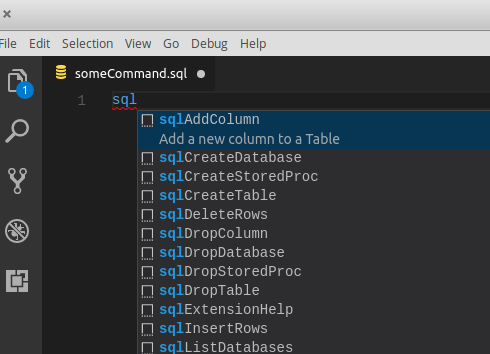 File Edit Selection View Go Debug Help
someCommand.sql
1
1 sql
sqlAddColumn
Add a new column to a Table
sqlCreateDatabase
sqlCreateStoredProc
sqlCreateTable
sqlDeleteRows
sqlDropColumn
sqlDropDatabase
sqlDropStoredProc
sqlDropTable
sqlExtensionHelp
sqlInsertRows
sqlListDatabases